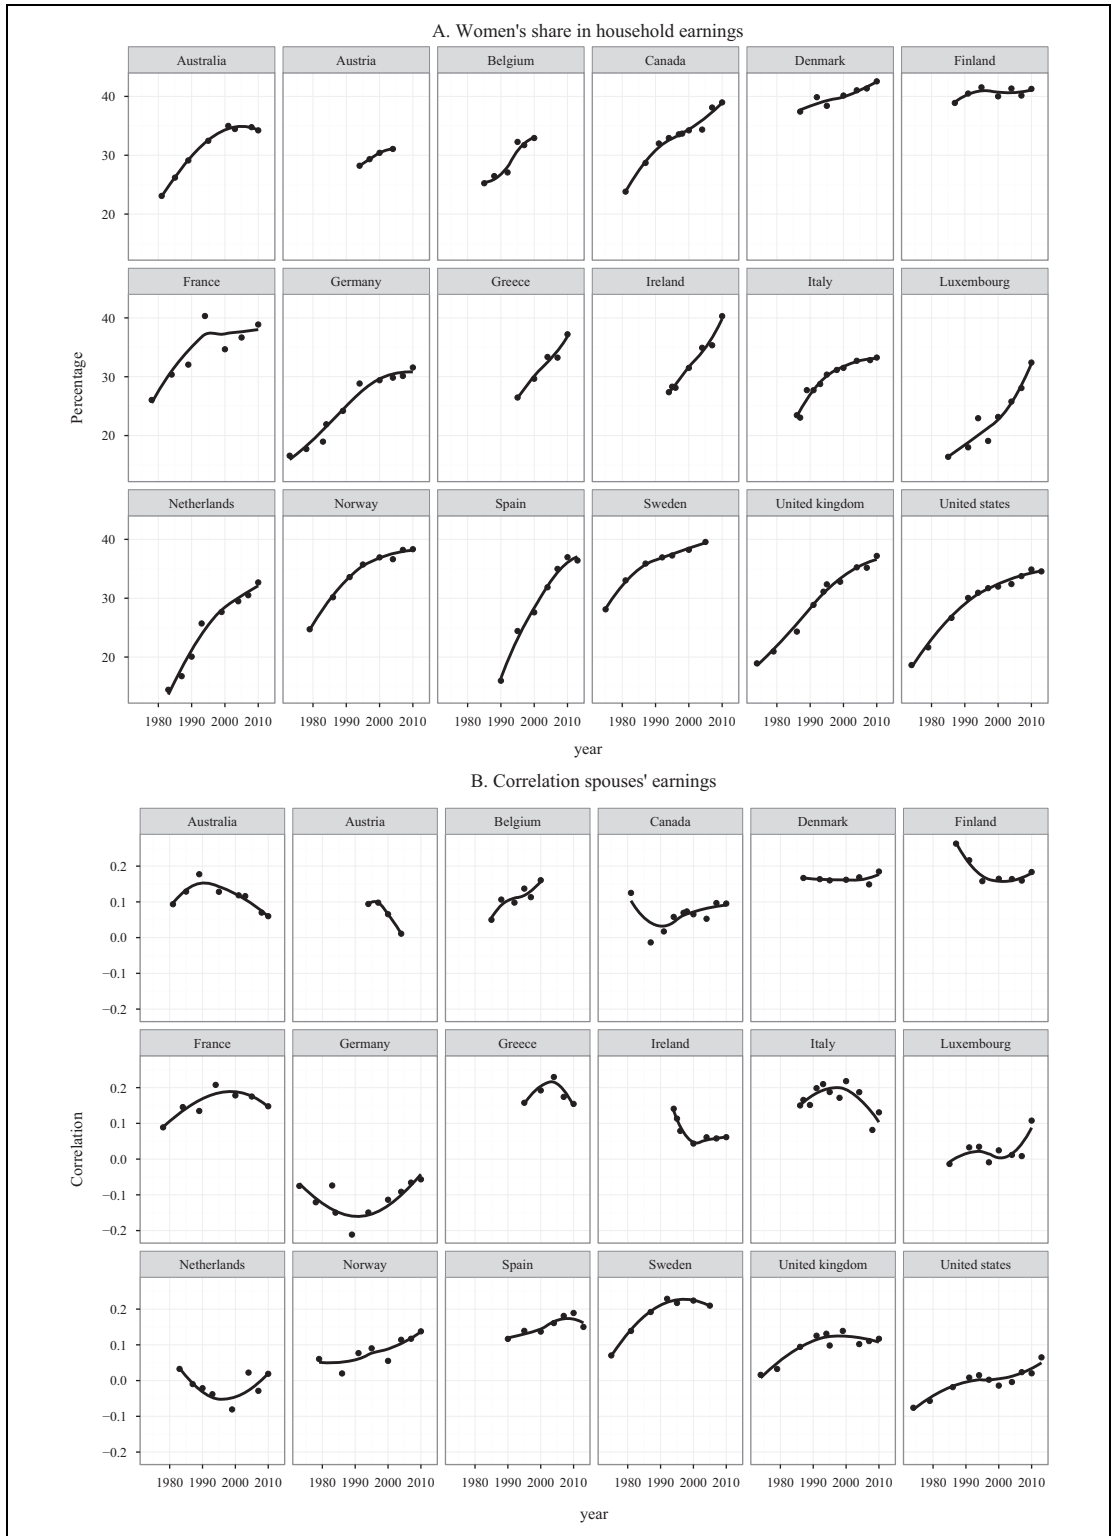 A. Women's share in household earnings
Australia Austria Belgium Canada Denmark Finland
40
30
20
France Germany Greece Ireland Italy Luxembourg
40
30
20
Percentage
Netherlands Norway Spain Sweden United kingdom United states
40
30
20
1980 1990 2000 2010 1980 1990 2000 2010 1980 1990 2000 2010 1980 1990 2000 2010 1980 1990 2000 2010 1980 1990 2000 2010
year
B. Correlation spouses' earnings
Australia Austria Belgium Canada Denmark Finland
0.2
0.1
0.0
−0.1
−0.2
France Germany Greece Ireland Italy Luxembourg
0.2
0.1
0.0
−0.1
−0.2
Correlation
Netherlands Norway Spain Sweden United kingdom United states
0.2
0.1
0.0
−0.1
−0.2
1980 1990 2000 2010 1980 1990 2000 2010 1980 1990 2000 2010 1980 1990 2000 2010 1980 1990 2000 2010 1980 1990 2000 2010
year